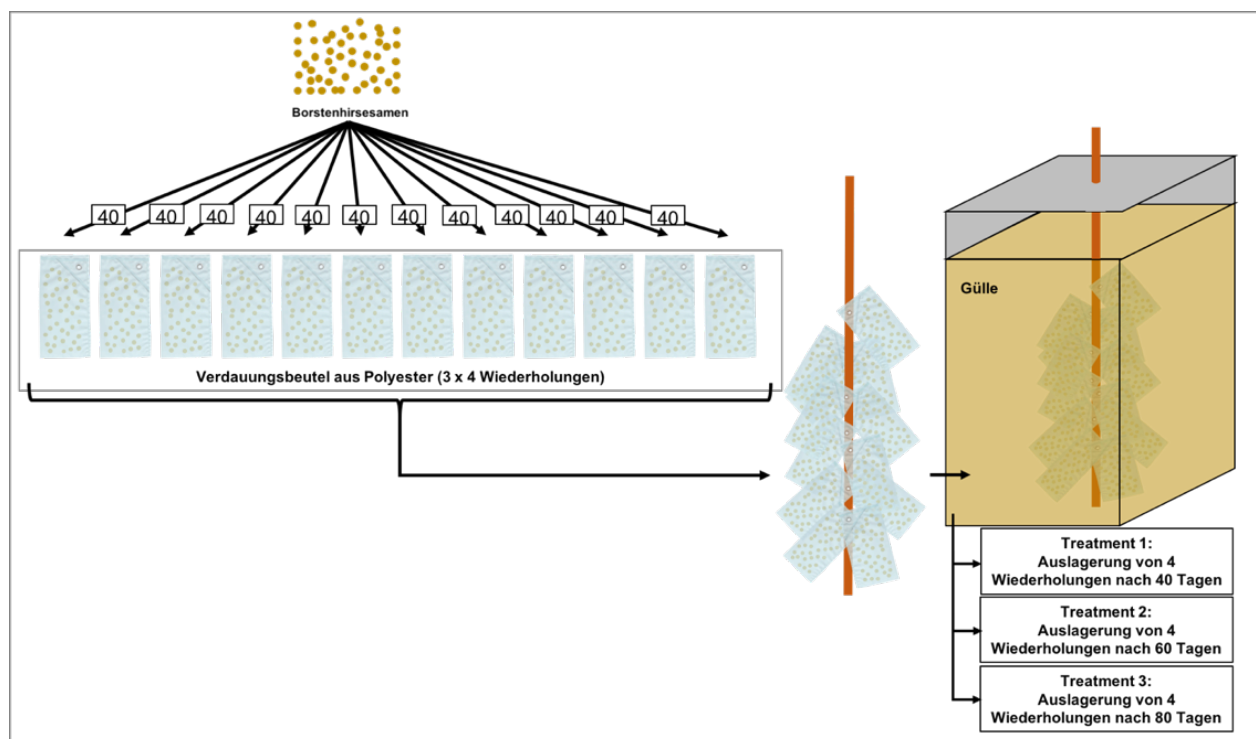 Borstenhirsesamen
40 40 40 40 40 40 40 40 40 40 40 40
Verdauungsbeutel aus Polyester (3 x 4 Wiederholungen)
Gülle
Treatment 1:
Auslagerung von 4
Wiederholungen nach 40 Tagen
Treatment 2:
Auslagerung von 4
Wiederholungen nach 60 Tagen
Treatment 3:
Auslagerung von 4
Wiederholungen nach 80 Tagen